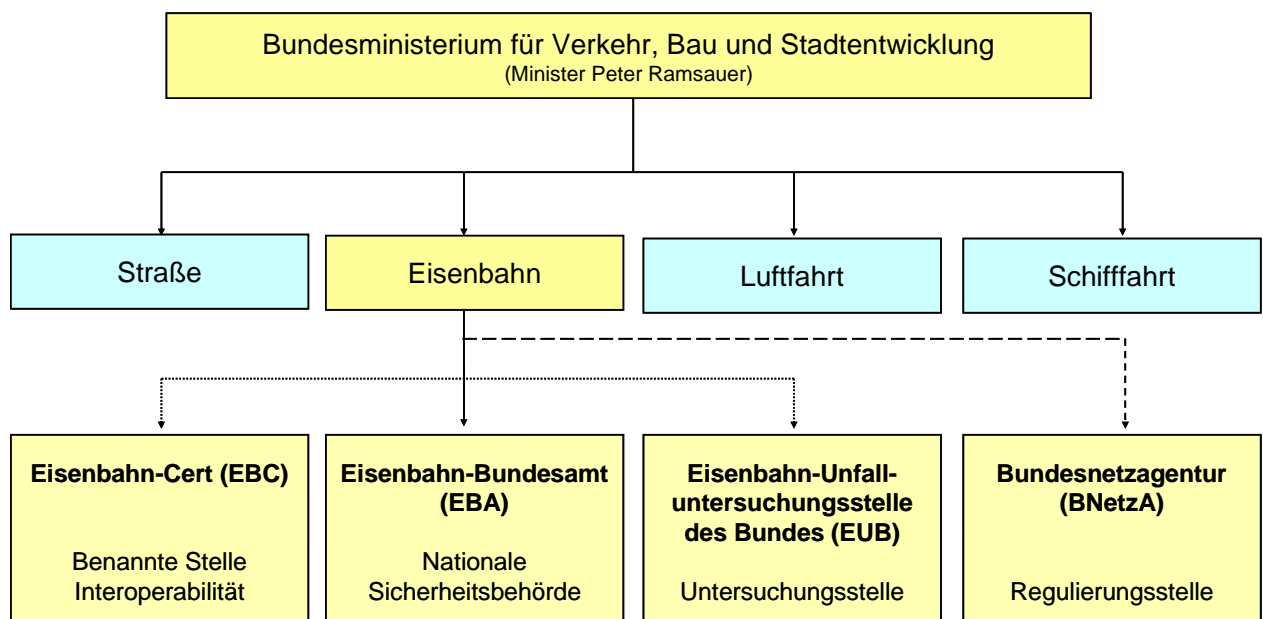 Bundesministerium für Verkehr, Bau und Stadtentwicklung
(Minister Peter Ramsauer)
Straße
Eisenbahn
Luftfahrt
Schifffahrt
Eisenbahn-Cert (EBC)
Benannte Stelle
Interoperabilität
Eisenbahn-Bundesamt
(EBA)
Nationale
Sicherheitsbehörde
Eisenbahn-Unfall-
untersuchungsstelle
des Bundes (EUB)
Untersuchungsstelle
Bundesnetzagentur
(BNetzA)
Regulierungsstelle